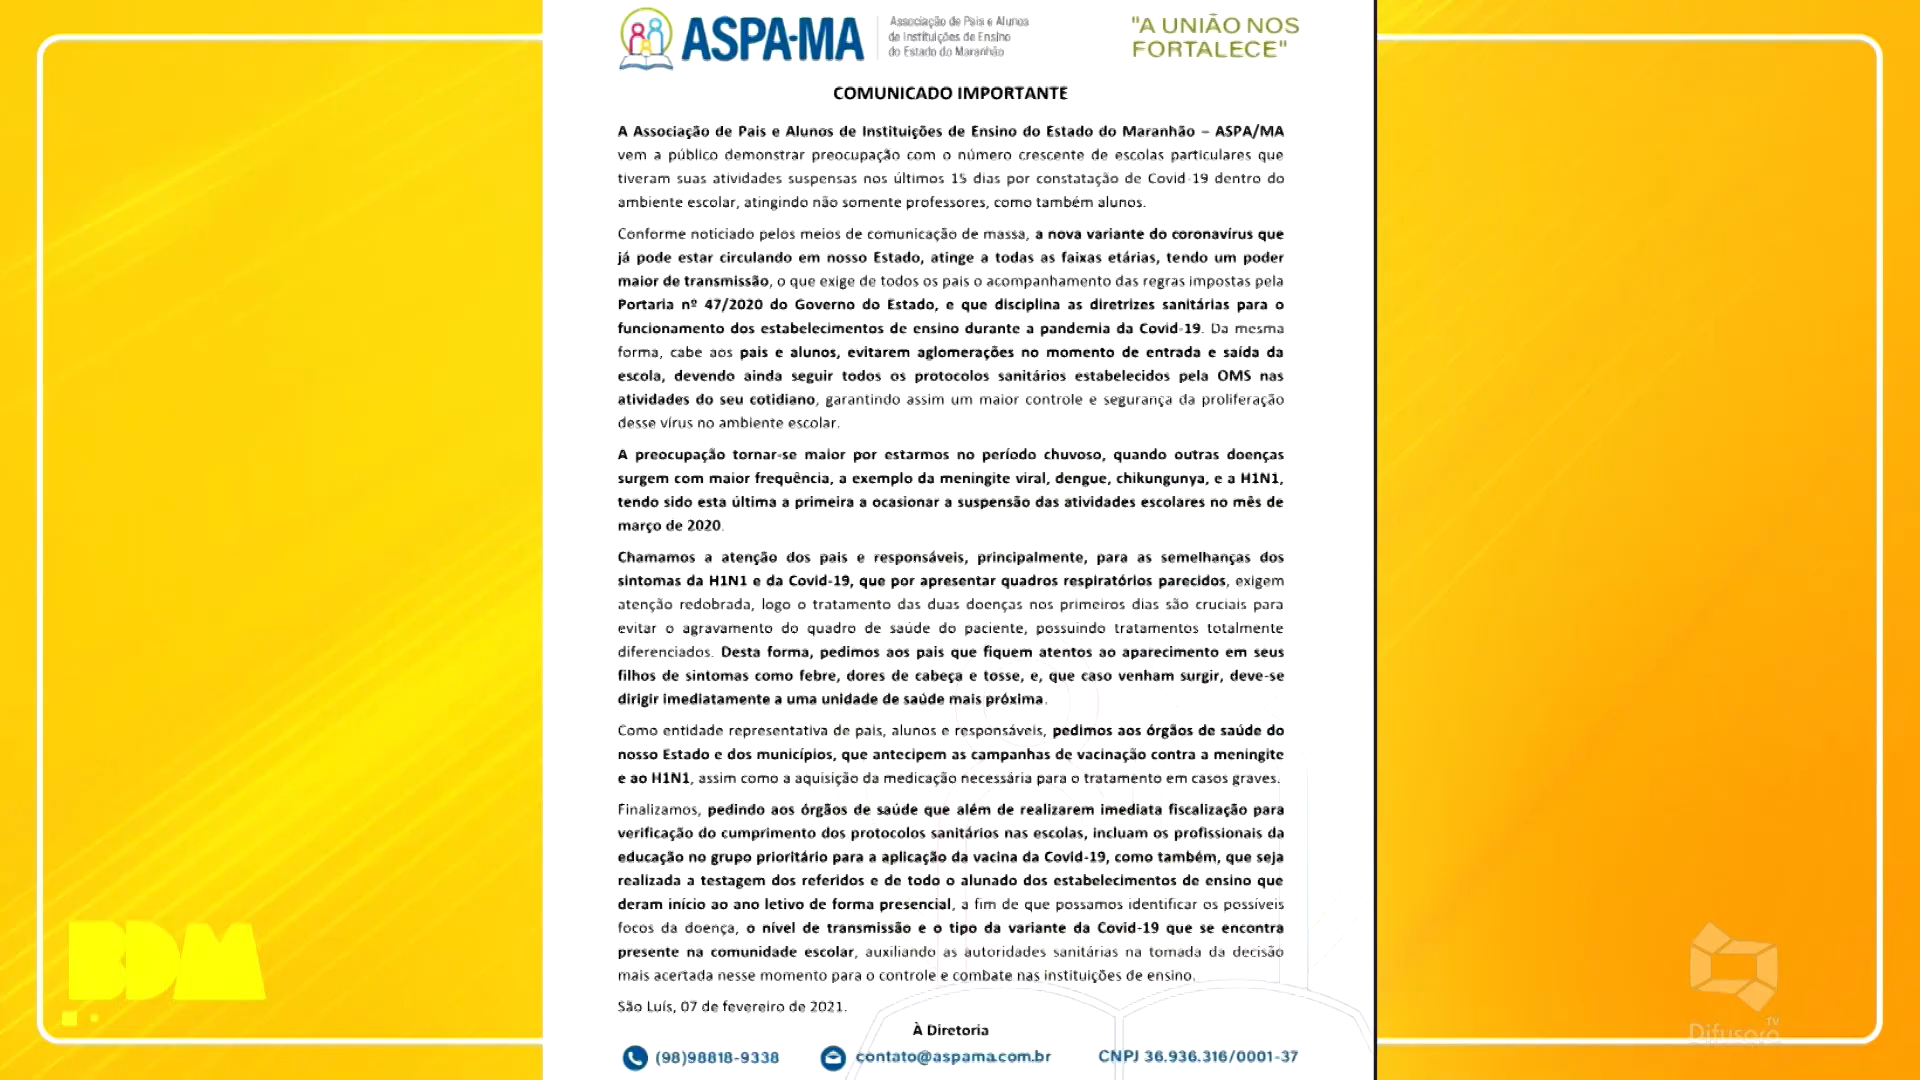 ASPA-MA
Associação de Pais e Alunos
de Instituições de Ensino
do Estado do Maranhão
"A UNIÃO NOS
FORTALECE"
COMUNICADO IMPORTANTE
A Associação de Pais e Alunos de Instituições de Ensino do Estado do Maranhão – ASPA/MA
vem a público demonstrar preocupação com o número crescente de escolas particulares que
tiveram suas atividades suspensas nos últimos 15 dias por constatação de Covid-19 dentro do
ambiente escolar, atingindo não somente professores, como também alunos.
Conforme noticiado pelos meios de comunicação de massa, a nova variante do coronavírus que
já pode estar circulando em nosso Estado, atinge a todas as faixas etárias, tendo um poder
maior de transmissão, o que exige de todos os pais o acompanhamento das regras impostas pela
Portaria nº 47/2020 do Governo do Estado, e que disciplina as diretrizes sanitárias para o
funcionamento dos estabelecimentos de ensino durante a pandemia da Covid-19. Da mesma
forma, cabe aos pais e alunos, evitarem aglomerações no momento de entrada e saída da
escola, devendo ainda seguir todos os protocolos sanitários estabelecidos pela OMS nas
atividades do seu cotidiano, garantindo assim um maior controle e segurança da proliferação
desse vírus no ambiente escolar.
A preocupação tornar-se maior por estarmos no período chuvoso, quando outras doenças
surgem com maior frequência, a exemplo da meningite viral, dengue, chikungunya, e a H1N1,
tendo sido esta última a primeira a ocasionar a suspensão das atividades escolares no mês de
março de 2020.
Chamamos a atenção dos pais e responsáveis, principalmente, para as semelhanças dos
sintomas da H1N1 e da Covid-19, que por apresentar quadros respiratórios parecidos, exigem
atenção redobrada, logo o tratamento das duas doenças nos primeiros dias são cruciais para
evitar o agravamento do quadro de saúde do paciente, possuindo tratamentos totalmente
diferenciados. Desta forma, pedimos aos pais que fiquem atentos ao aparecimento em seus
filhos de sintomas como febre, dores de cabeça e tosse, e, que caso venham surgir, deve-se
dirigir imediatamente a uma unidade de saúde mais próxima.
Como entidade representativa de pais, alunos e responsáveis, pedimos aos órgãos de saúde do
nosso Estado e dos municípios, que antecipem as campanhas de vacinação contra a meningite
e ao H1N1, assim como a aquisição da medicação necessária para o tratamento em casos graves.
Finalizamos, pedindo aos órgãos de saúde que além de realizarem imediata fiscalização para
verificação do cumprimento dos protocolos sanitários nas escolas, incluam os profissionais da
educação no grupo prioritário para a aplicação da vacina da Covid-19, como também, que seja
realizada a testagem dos referidos e de todo o alunado dos estabelecimentos de ensino que
deram início ao ano letivo de forma presencial, a fim de que possamos identificar os possíveis
focos da doença, o nível de transmissão e o tipo da variante da Covid-19 que se encontra
presente na comunidade escolar, auxiliando as autoridades sanitárias na tomada da decisão
mais acertada nesse momento para o controle e combate nas instituições de ensino.
São Luís, 07 de fevereiro de 2021.
À Diretoria
(98)98818-9338
contato@aspama.com.br
CNPJ 36.936.316/0001-37
BDM
Difusora TV